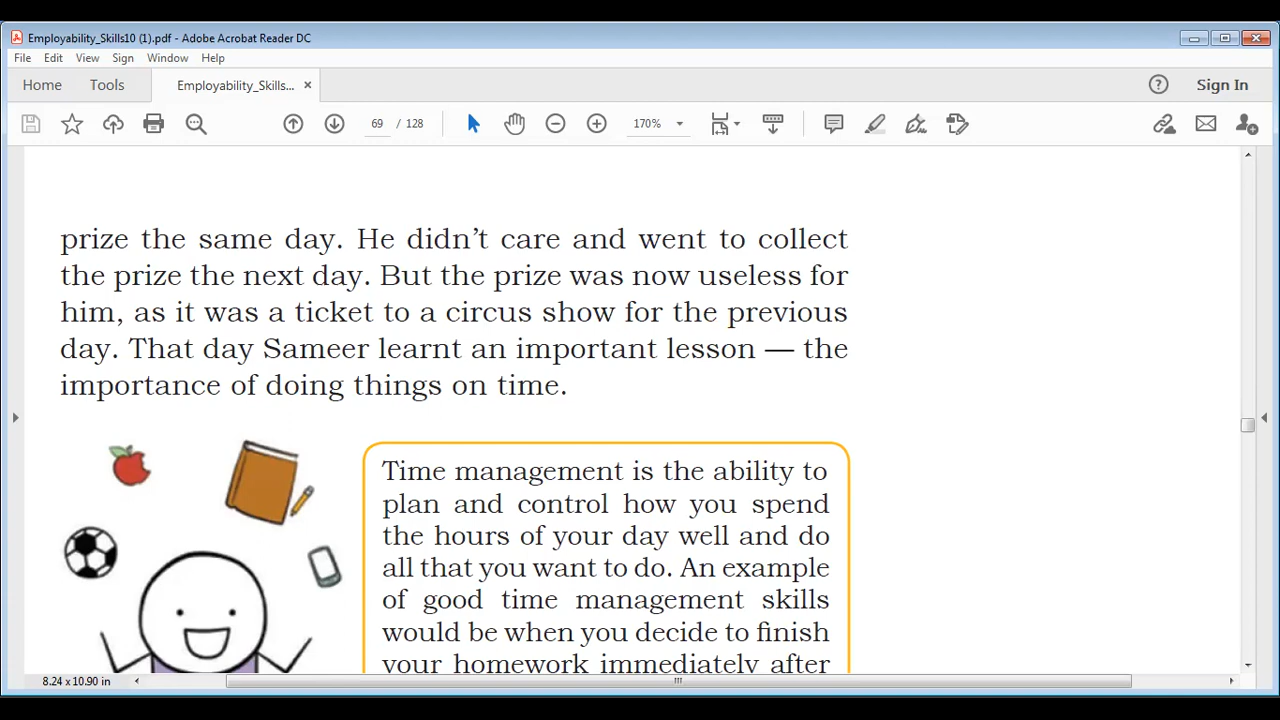 Employability_Skills10 (1).pdf - Adobe Acrobat Reader DC
File Edit View Sign Window Help
Home Tools Employability_Skills... × ? Sign In
69 / 128 170%
prize the same day. He didn’t care and went to collect
the prize the next day. But the prize was now useless for
him, as it was a ticket to a circus show for the previous
day. That day Sameer learnt an important lesson — the
importance of doing things on time.
Time management is the ability to
plan and control how you spend
the hours of your day well and do
all that you want to do. An example
of good time management skills
would be when you decide to finish
your homework immediately after
8.24 x 10.90 in